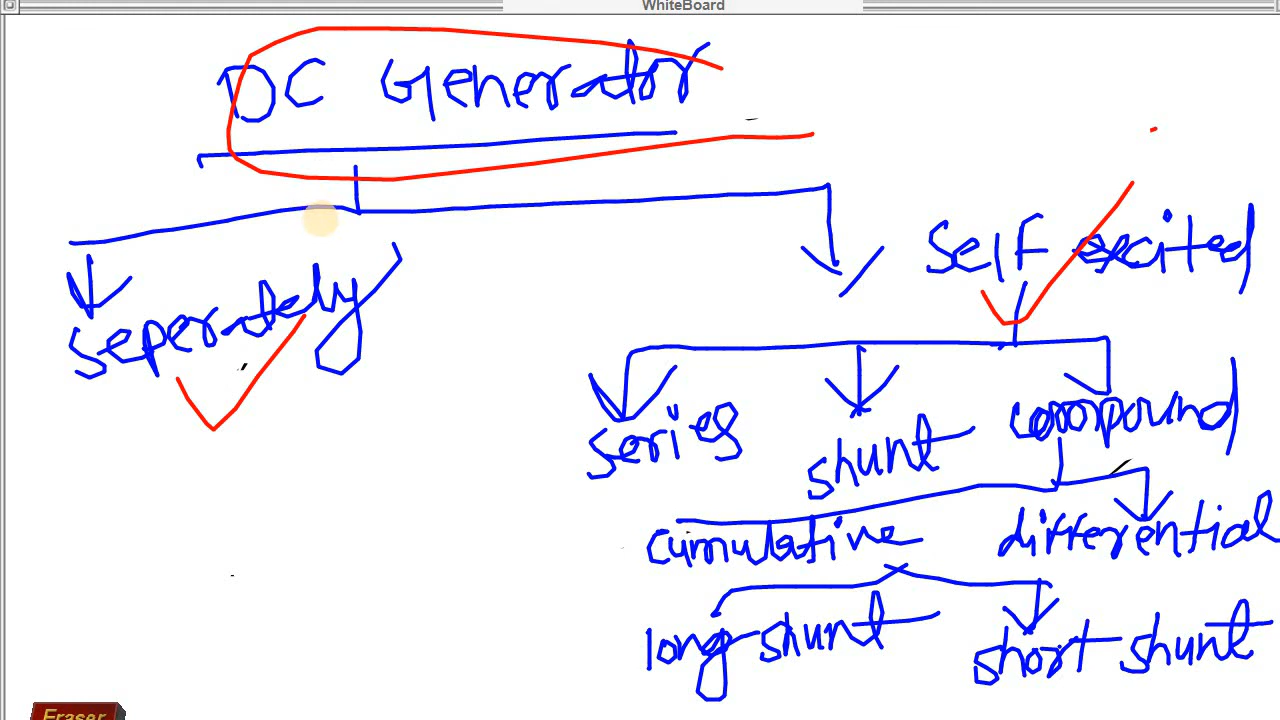 WhiteBoard
DC Generator
seperately
self excited
series
shunt
compound
cumulative
differential
long shunt
short shunt
Eraser